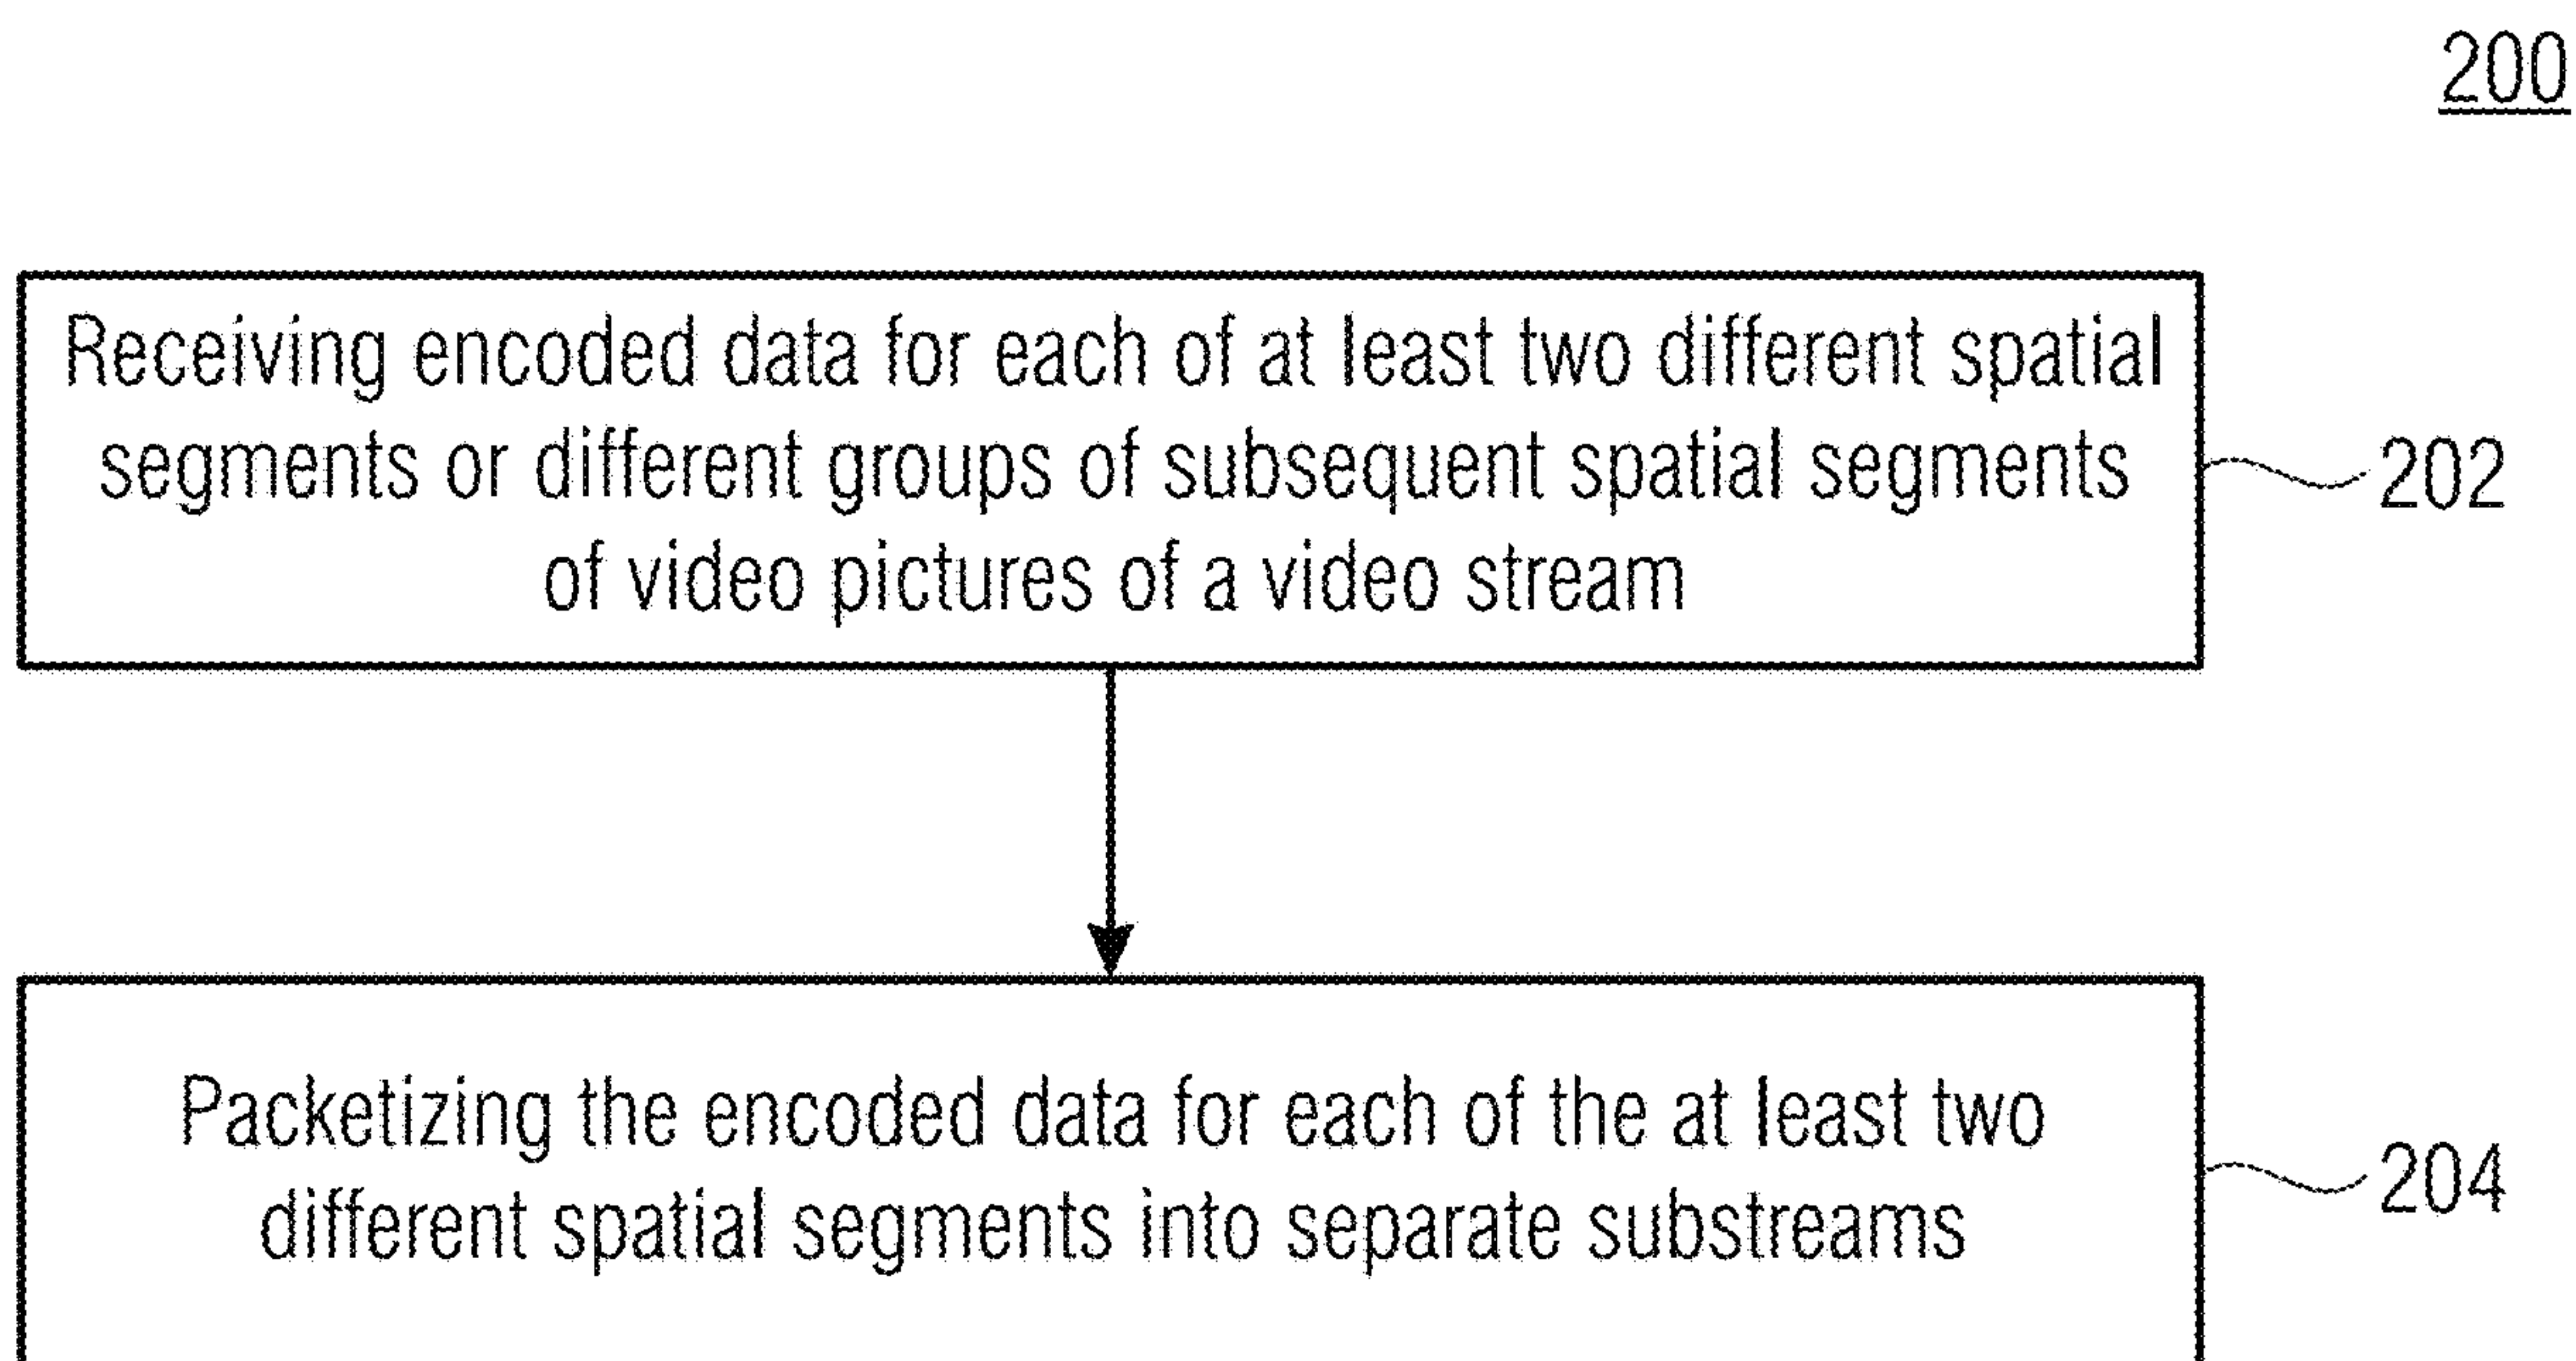 200
Receiving encoded data for each of at least two different spatial
segments or different groups of subsequent spatial segments
of video pictures of a video stream
202
Packetizing the encoded data for each of the at least two
different spatial segments into separate substreams
204